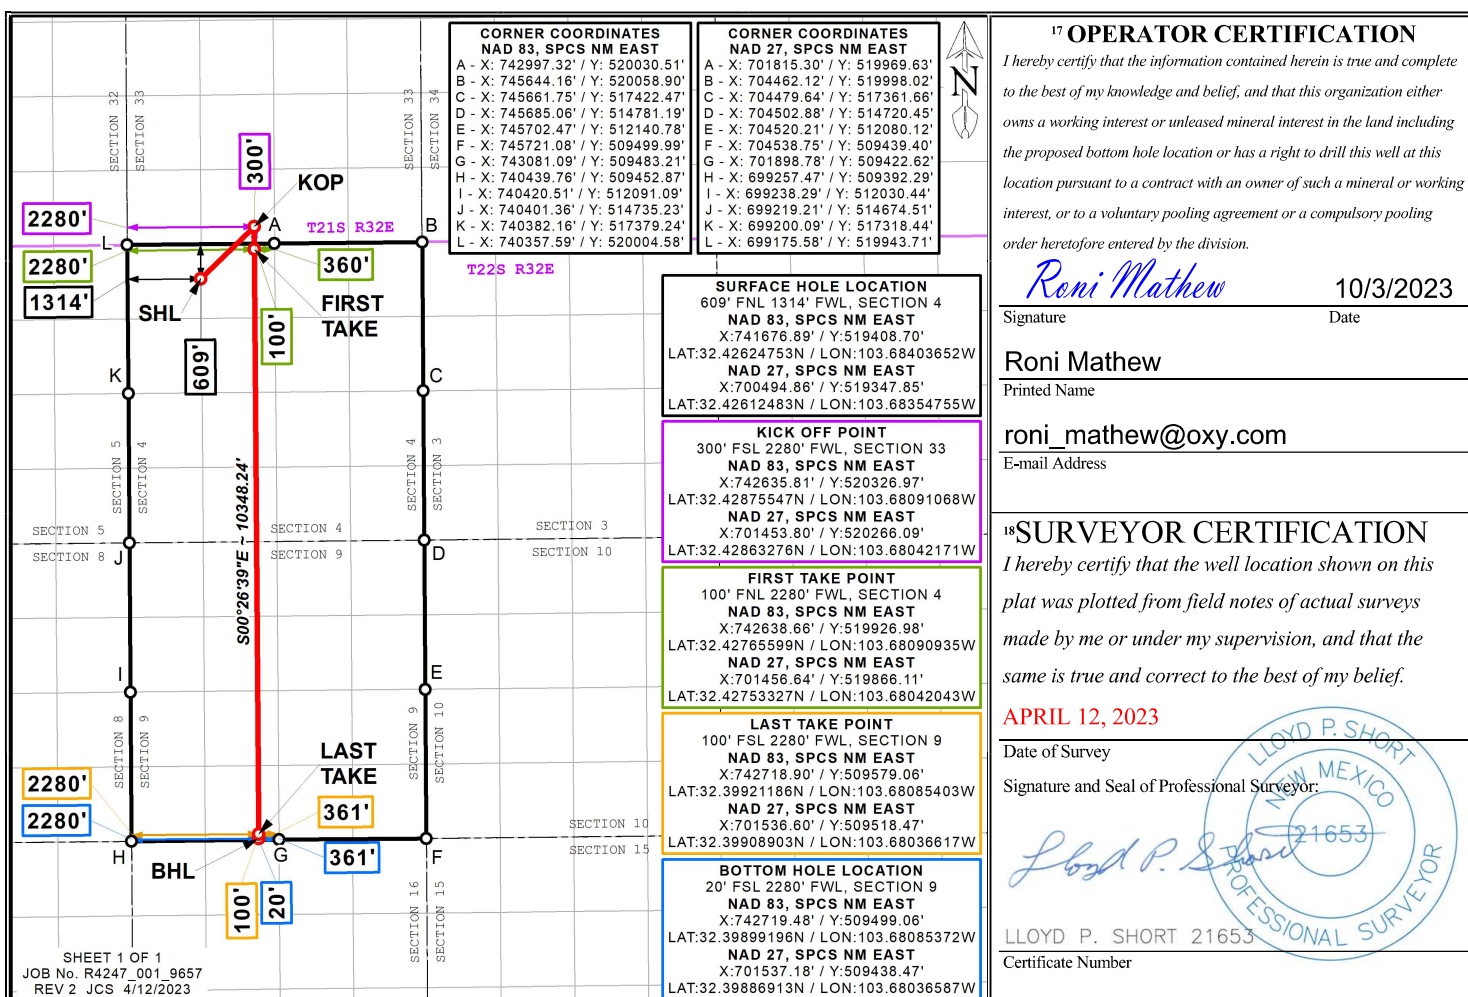 CORNER COORDINATES
NAD 83, SPCS NM EAST
A - X: 742997.32' / Y: 520030.51'
B - X: 745644.16' / Y: 520058.90'
C - X: 745661.75' / Y: 517422.47'
D - X: 745685.06' / Y: 514781.19'
E - X: 745702.47' / Y: 512140.78'
F - X: 745721.08' / Y: 509499.99'
G - X: 743081.09' / Y: 509483.21'
H - X: 740439.76' / Y: 509452.87'
I - X: 740420.51' / Y: 512091.09'
J - X: 740401.36' / Y: 514735.23'
K - X: 740382.16' / Y: 517379.24'
L - X: 740357.59' / Y: 520004.58'
CORNER COORDINATES
NAD 27, SPCS NM EAST
A - X: 701815.30' / Y: 519969.63'
B - X: 704462.12' / Y: 519998.02'
C - X: 704479.64' / Y: 517361.66'
D - X: 704502.88' / Y: 514720.45'
E - X: 704520.21' / Y: 512080.12'
F - X: 704538.75' / Y: 509439.40'
G - X: 701898.78' / Y: 509422.62'
H - X: 699257.47' / Y: 509392.29'
I - X: 699238.29' / Y: 512030.44'
J - X: 699219.21' / Y: 514674.51'
K - X: 699200.09' / Y: 517318.44'
L - X: 699175.58' / Y: 519943.71'
N
SECTION 32
SECTION 33
SECTION 33
SECTION 34
300'
KOP
2280'
L
A
T21S R32E
B
T22S R32E
2280'
360'
1314'
SHL
FIRST
TAKE
100'
609'
K
C
SECTION 5
SECTION 4
SECTION 4
SECTION 3
S00°26'39"E ~ 10348.24'
SECTION 5
SECTION 4
SECTION 3
SECTION 8
SECTION 9
SECTION 10
J
D
I
E
SECTION 8
SECTION 9
SECTION 9
SECTION 10
LAST
TAKE
2280'
361'
2280'
361'
H
G
F
BHL
SECTION 10
SECTION 15
100'
20'
SECTION 16
SECTION 15
SHEET 1 OF 1
JOB No. R4247_001_9657
REV 2 JCS 4/12/2023
SURFACE HOLE LOCATION
609' FNL 1314' FWL, SECTION 4
NAD 83, SPCS NM EAST
X:741676.89' / Y:519408.70'
LAT:32.42624753N / LON:103.68403652W
NAD 27, SPCS NM EAST
X:700494.86' / Y:519347.85'
LAT:32.42612483N / LON:103.68354755W
KICK OFF POINT
300' FSL 2280' FWL, SECTION 33
NAD 83, SPCS NM EAST
X:742635.81' / Y:520326.97'
LAT:32.42875547N / LON:103.68091068W
NAD 27, SPCS NM EAST
X:701453.80' / Y:520266.09'
LAT:32.42863276N / LON:103.68042171W
FIRST TAKE POINT
100' FNL 2280' FWL, SECTION 4
NAD 83, SPCS NM EAST
X:742638.66' / Y:519926.98'
LAT:32.42765599N / LON:103.68090935W
NAD 27, SPCS NM EAST
X:701456.64' / Y:519866.11'
LAT:32.42753327N / LON:103.68042043W
LAST TAKE POINT
100' FSL 2280' FWL, SECTION 9
NAD 83, SPCS NM EAST
X:742718.90' / Y:509579.06'
LAT:32.39921186N / LON:103.68085403W
NAD 27, SPCS NM EAST
X:701536.60' / Y:509518.47'
LAT:32.39908903N / LON:103.68036617W
BOTTOM HOLE LOCATION
20' FSL 2280' FWL, SECTION 9
NAD 83, SPCS NM EAST
X:742719.48' / Y:509499.06'
LAT:32.39899196N / LON:103.68085372W
NAD 27, SPCS NM EAST
X:701537.18' / Y:509438.47'
LAT:32.39886913N / LON:103.68036587W
17 OPERATOR CERTIFICATION
I hereby certify that the information contained herein is true and complete
to the best of my knowledge and belief, and that this organization either
owns a working interest or unleased mineral interest in the land including
the proposed bottom hole location or has a right to drill this well at this
location pursuant to a contract with an owner of such a mineral or working
interest, or to a voluntary pooling agreement or a compulsory pooling
order heretofore entered by the division.
Roni Mathew 10/3/2023
Signature Date
Roni Mathew
Printed Name
roni_mathew@oxy.com
E-mail Address
18 SURVEYOR CERTIFICATION
I hereby certify that the well location shown on this
plat was plotted from field notes of actual surveys
made by me or under my supervision, and that the
same is true and correct to the best of my belief.
APRIL 12, 2023
Date of Survey
Signature and Seal of Professional Surveyor:
LLOYD P. SHORT
NEW MEXICO
21653
PROFESSIONAL SURVEYOR
Lloyd P. Short
LLOYD P. SHORT 21653
Certificate Number